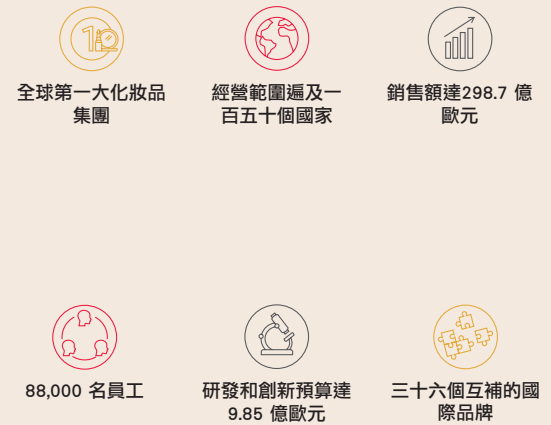 全球第一大化妝品
集團
經營範圍遍及一
百五十個國家
銷售額達298.7 億
歐元
88,000 名員工
研發和創新預算達
9.85 億歐元
三十六個互補的國
際品牌